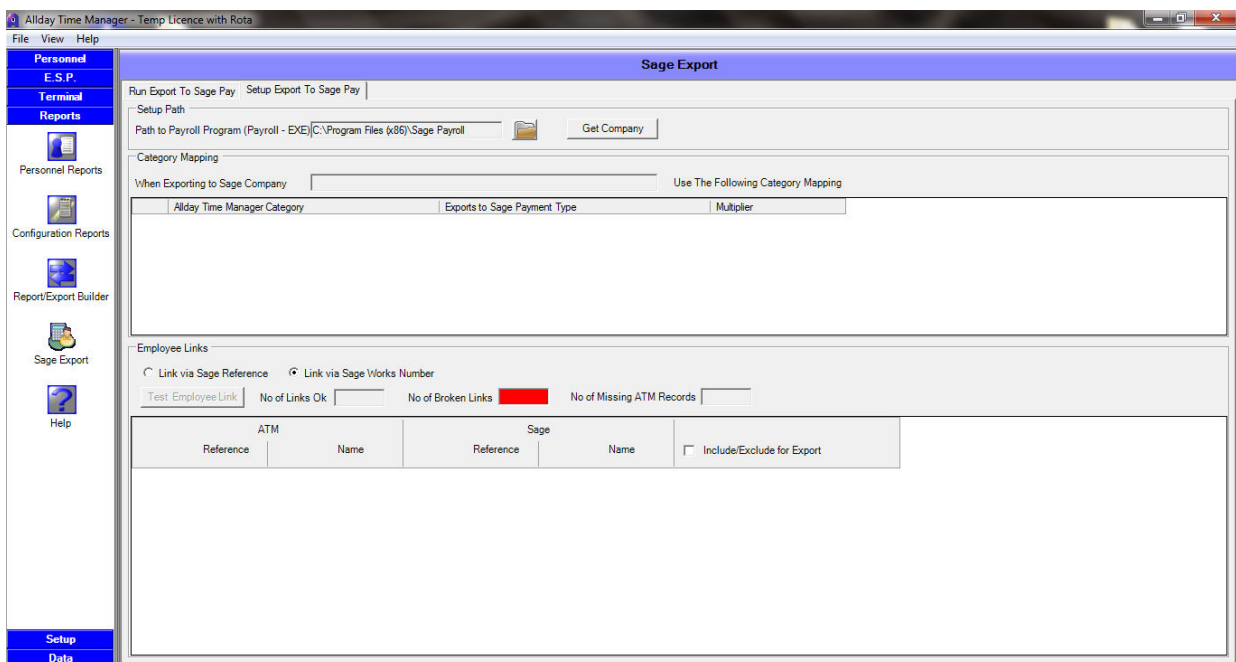 Allday Time Manager - Temp Licence with Rota
File View Help
Personnel
E.S.P.
Terminal
Reports
Personnel Reports
Configuration Reports
Report/Export Builder
Sage Export
Help
Setup
Data
Sage Export
Run Export To Sage Pay Setup Export To Sage Pay
Setup Path
Path to Payroll Program (Payroll - EXE) C:\Program Files (x86)\Sage Payroll Get Company
Category Mapping
When Exporting to Sage Company Use The Following Category Mapping
Allday Time Manager Category Exports to Sage Payment Type Multiplier
Employee Links
Link via Sage Reference Link via Sage Works Number
Test Employee Link No of Links Ok No of Broken Links No of Missing ATM Records
ATM Sage
Reference Name Reference Name Include/Exclude for Export